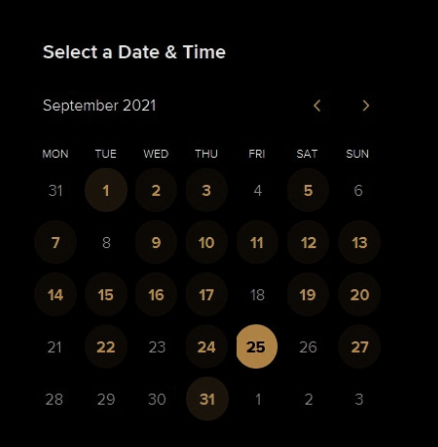 Select a Date & Time
September 2021 < >
MON TUE WED THU FRI SAT SUN
31 1 2 3 4 5 6
7 8 9 10 11 12 13
14 15 16 17 18 19 20
21 22 23 24 25 26 27
28 29 30 31 1 2 3